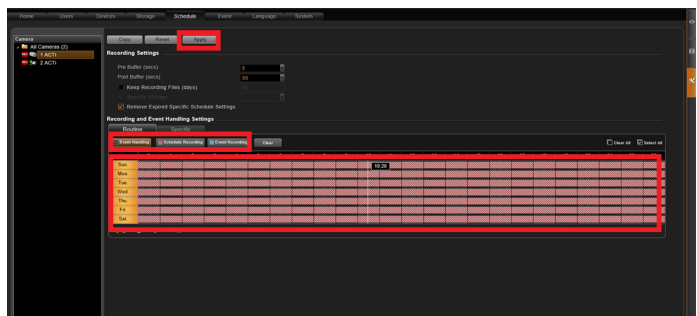 Home Users Devices Storage Schedule Event Language System
Camera
All Cameras (2)
1 ACTi
2 ACTi
Copy Reset Apply
Recording Settings
Pre Buffer (secs) 5
Post Buffer (secs) 30
Keep Recording Files (days) 30
Specific Storage
Remove Expired Specific Schedule Settings
Recording and Event Handling Settings
Routine Specific
Event Handling Schedule Recording Event Recording Clear Clear All Select All
Sun. 10:20
Mon.
Tue.
Wed
Thu.
Fri.
Sat.